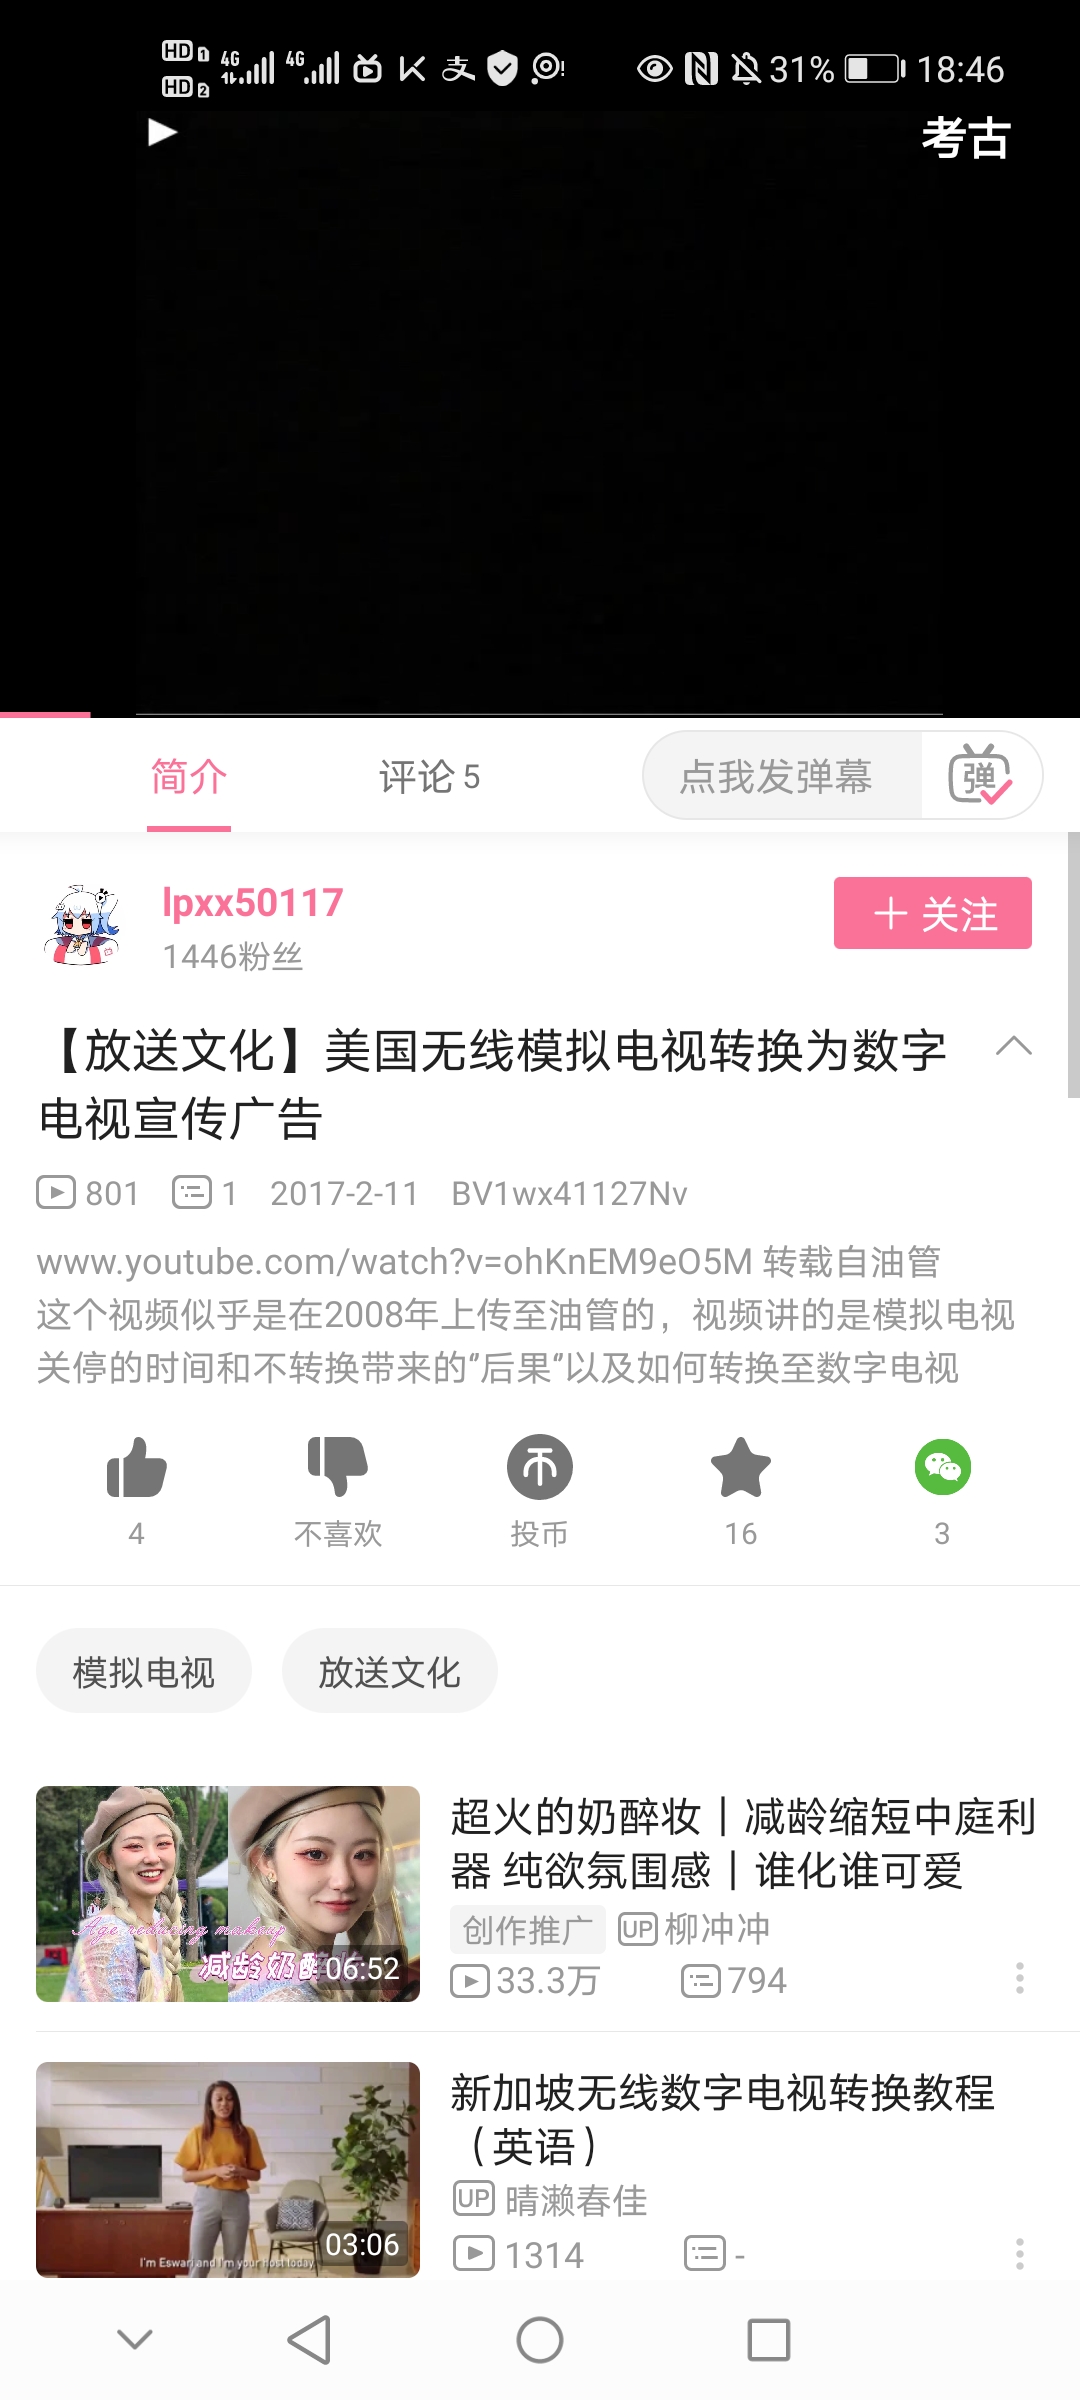 HD 1 4G 4G 31% 18:46
HD 2
考古
简介 评论 5 点我发弹幕 弹
lpxx50117
1446粉丝
关注
【放送文化】美国无线模拟电视转换为数字
电视宣传广告
801 1 2017-2-11 BV1wx41127Nv
www.youtube.com/watch?v=ohKnEM9eO5M 转载自油管
这个视频似乎是在2008年上传至油管的，视频讲的是模拟电视
关停的时间和不转换带来的“后果”以及如何转换至数字电视
4 不喜欢 投币 16 3
模拟电视 放送文化
Age reducing makeup
减龄奶醉
06:52
超火的奶醉妆｜减龄缩短中庭利
器 纯欲氛围感｜谁化谁可爱
创作推广 UP 柳冲冲
33.3万 794
I'm Eswari and I'm your host today.
03:06
新加坡无线数字电视转换教程
（英语）
UP 晴濑春佳
1314 -